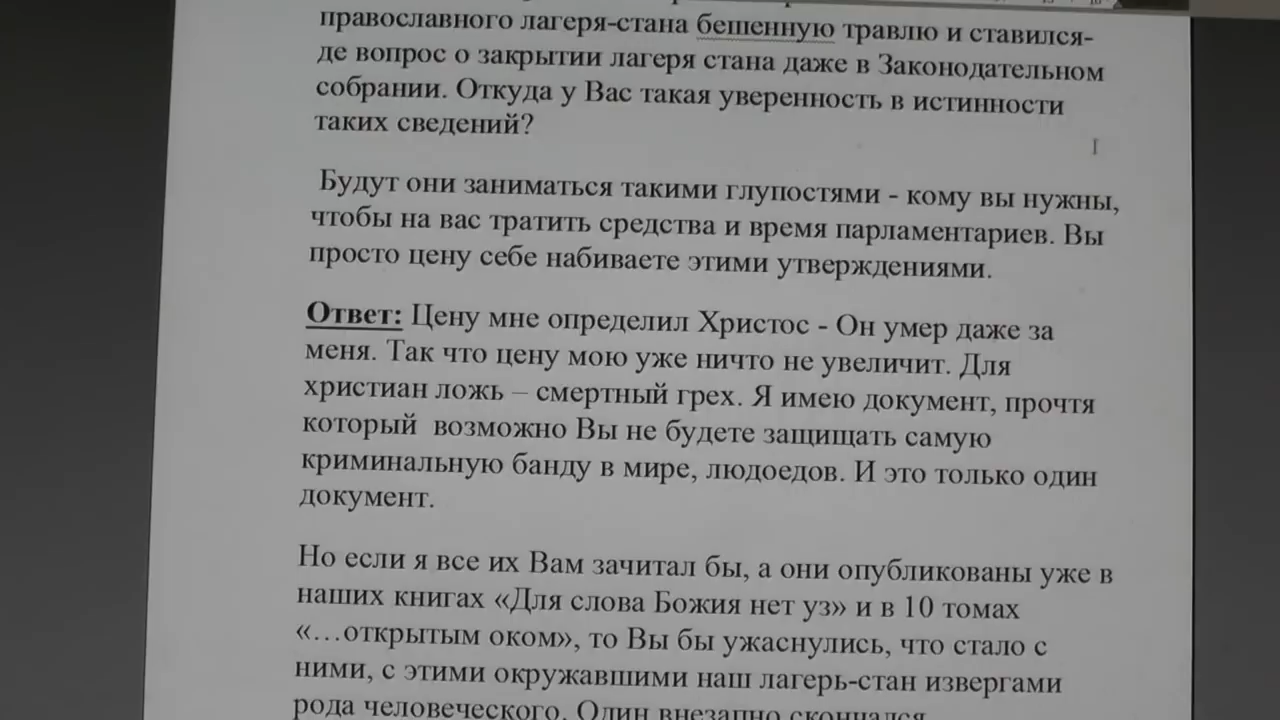 православного лагеря-стана бешенную травлю и ставился-
де вопрос о закрытии лагеря стана даже в Законодательном
собрании. Откуда у Вас такая уверенность в истинности
таких сведений?
Будут они заниматься такими глупостями - кому вы нужны,
чтобы на вас тратить средства и время парламентариев. Вы
просто цену себе набиваете этими утверждениями.
Ответ: Цену мне определил Христос - Он умер даже за
меня. Так что цену мою уже ничто не увеличит. Для
христиан ложь – смертный грех. Я имею документ, прочтя
который возможно Вы не будете защищать самую
криминальную банду в мире, людоедов. И это только один
документ.
Но если я все их Вам зачитал бы, а они опубликованы уже в
наших книгах «Для слова Божия нет уз» и в 10 томах
«…открытым оком», то Вы бы ужаснулись, что стало с
ними, с этими окружавшими наш лагерь-стан извергами
рода человеческого. Один внезапно скончался